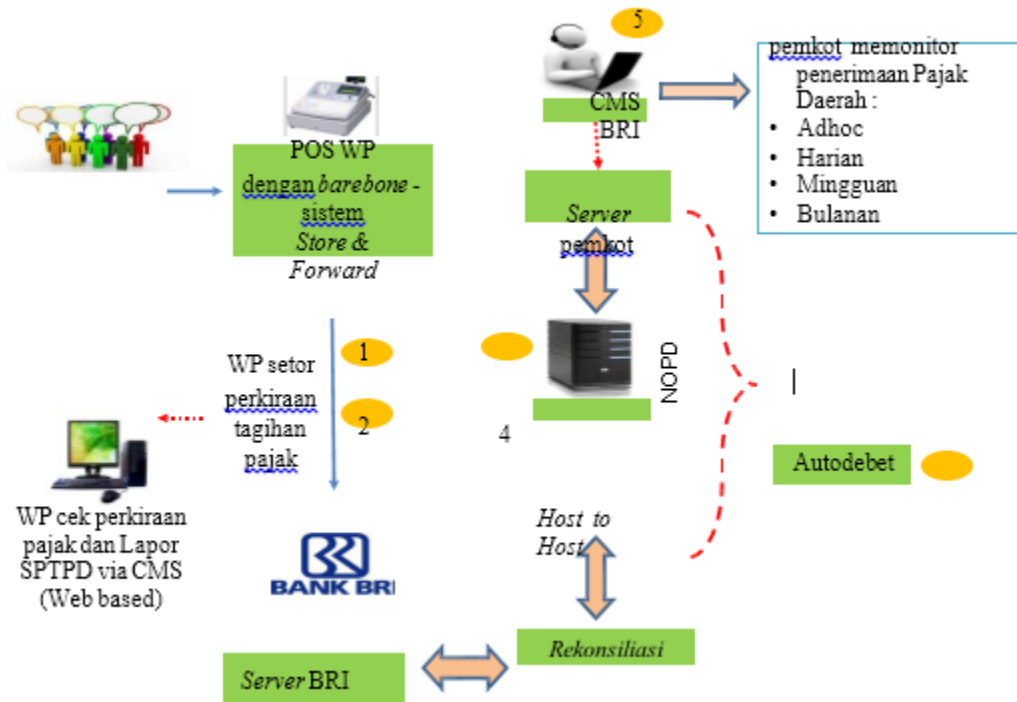 POS WP
dengan barebone -
sistem
Store &
Forward
5
CMS
BRI
pemkot memonitor
penerimaan Pajak
Daerah :
• Adhoc
• Harian
• Mingguan
• Bulanan
Server
pemkot
1
WP setor
perkiraan
tagihan
pajak
2
NOPD
4
Autodebet
WP cek perkiraan
pajak dan Lapor
SPTPD via CMS
(Web based)
BANK BRI
Host to
Host
Rekonsiliasi
Server BRI